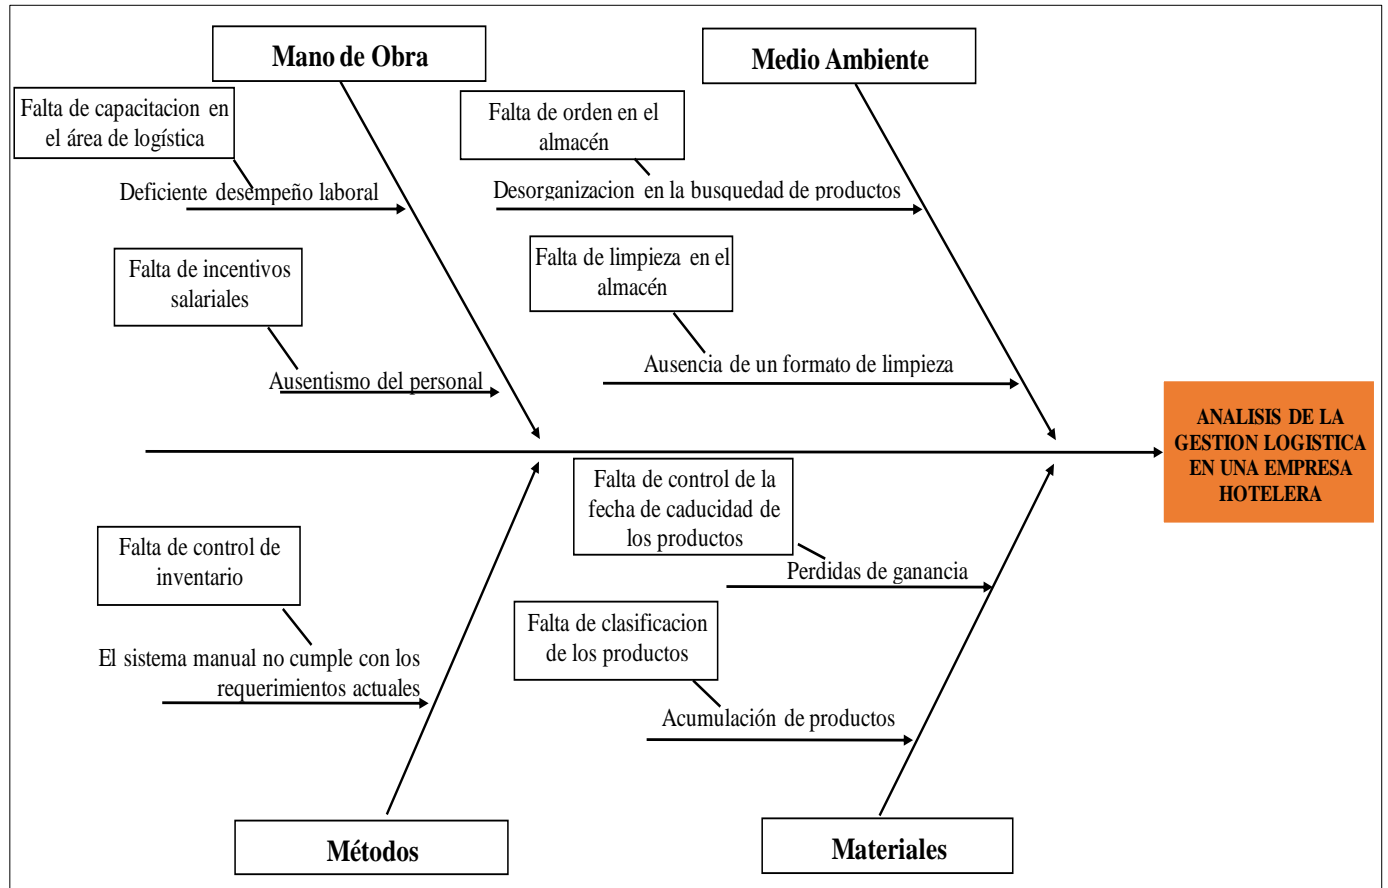 Mano de Obra
Medio Ambiente
Falta de capacitacion en
el área de logística
Deficiente desempeño laboral
Falta de orden en el
almacén
Desorganizacion en la busquedad de productos
Falta de incentivos
salariales
Ausentismo del personal
Falta de limpieza en el
almacén
Ausencia de un formato de limpieza
ANALISIS DE LA
GESTION LOGISTICA
EN UNA EMPRESA
HOTELERA
Falta de control de
inventario
El sistema manual no cumple con los
requerimientos actuales
Falta de control de la
fecha de caducidad de
los productos
Perdidas de ganancia
Falta de clasificacion
de los productos
Acumulación de productos
Métodos
Materiales